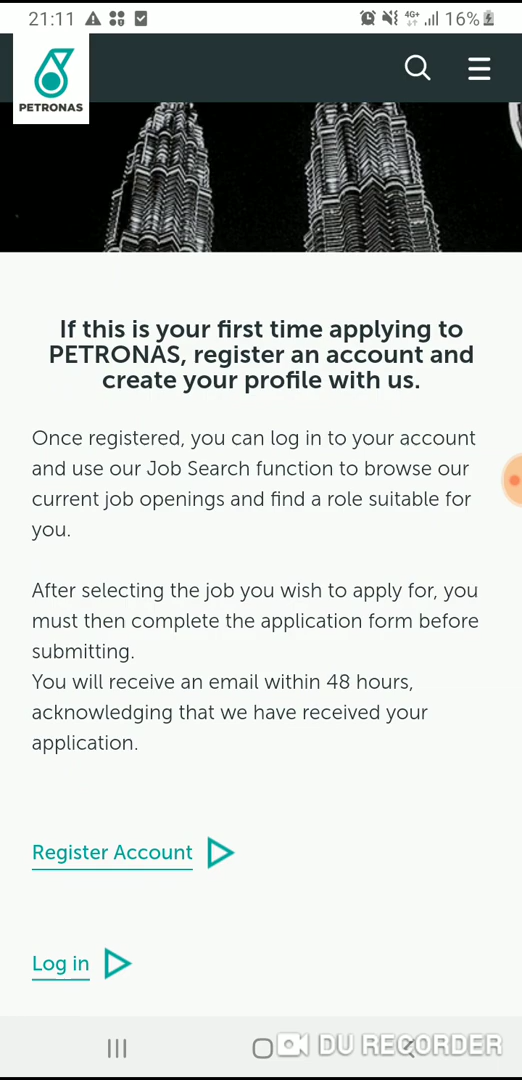 21:11
4G+ 16%
PETRONAS
If this is your first time applying to
PETRONAS, register an account and
create your profile with us.
Once registered, you can log in to your account
and use our Job Search function to browse our
current job openings and find a role suitable for
you.
After selecting the job you wish to apply for, you
must then complete the application form before
submitting.
You will receive an email within 48 hours,
acknowledging that we have received your
application.
Register Account
Log in
DU RECORDER